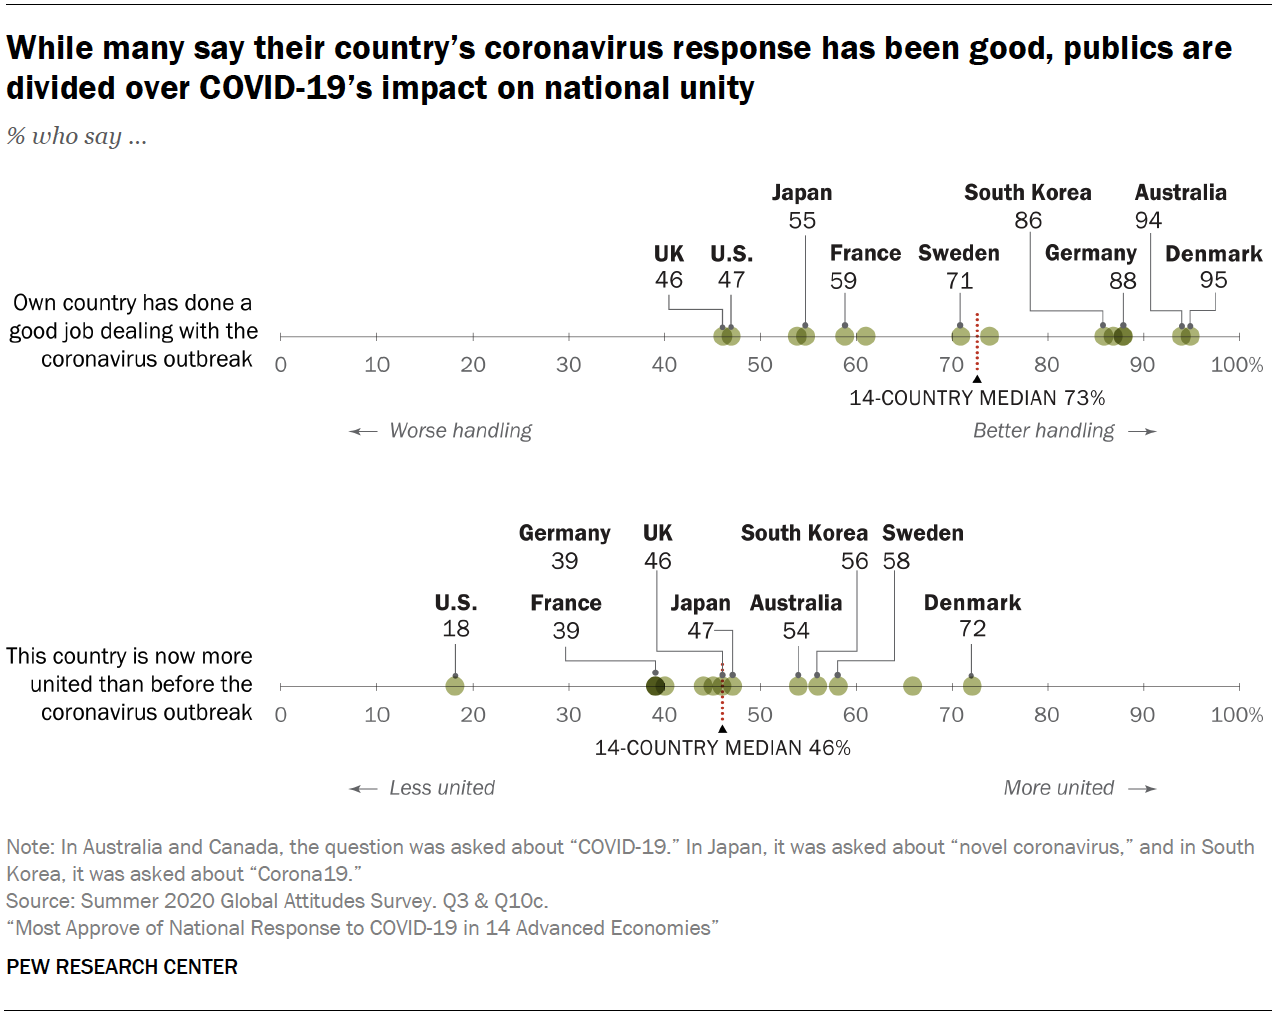 While many say their country’s coronavirus response has been good, publics are
divided over COVID-19’s impact on national unity
% who say ...
Japan South Korea Australia
55 86 94
UK U.S. France Sweden Germany Denmark
46 47 59 71 88 95
Own country has done a
good job dealing with the
coronavirus outbreak
0 10 20 30 40 50 60 70 80 90 100%
14-COUNTRY MEDIAN 73%
Worse handling Better handling
Germany UK South Korea Sweden
39 46 56 58
U.S. France Japan Australia Denmark
18 39 47 54 72
This country is now more
united than before the
coronavirus outbreak
0 10 20 30 40 50 60 70 80 90 100%
14-COUNTRY MEDIAN 46%
Less united More united
Note: In Australia and Canada, the question was asked about “COVID-19.” In Japan, it was asked about “novel coronavirus,” and in South
Korea, it was asked about “Corona19.”
Source: Summer 2020 Global Attitudes Survey. Q3 & Q10c.
“Most Approve of National Response to COVID-19 in 14 Advanced Economies”
PEW RESEARCH CENTER